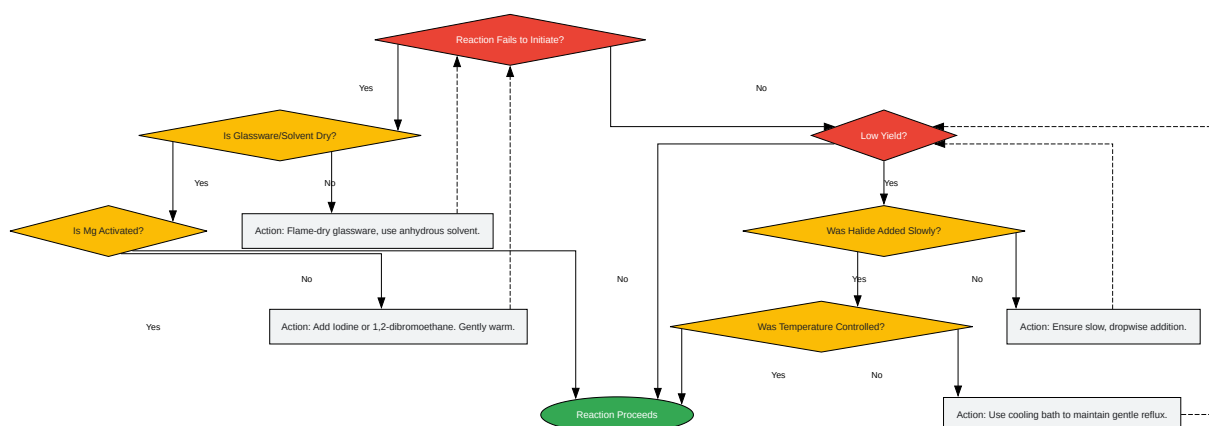 Reaction Fails to Initiate?
Yes
No
Is Glassware/Solvent Dry?
Low Yield?
Yes
No
Yes
Is Mg Activated?
Action: Flame-dry glassware, use anhydrous solvent.
Was Halide Added Slowly?
No
No
Yes
No
Yes
Action: Add Iodine or 1,2-dibromoethane. Gently warm.
Was Temperature Controlled?
Action: Ensure slow, dropwise addition.
Yes
No
Reaction Proceeds
Action: Use cooling bath to maintain gentle reflux.